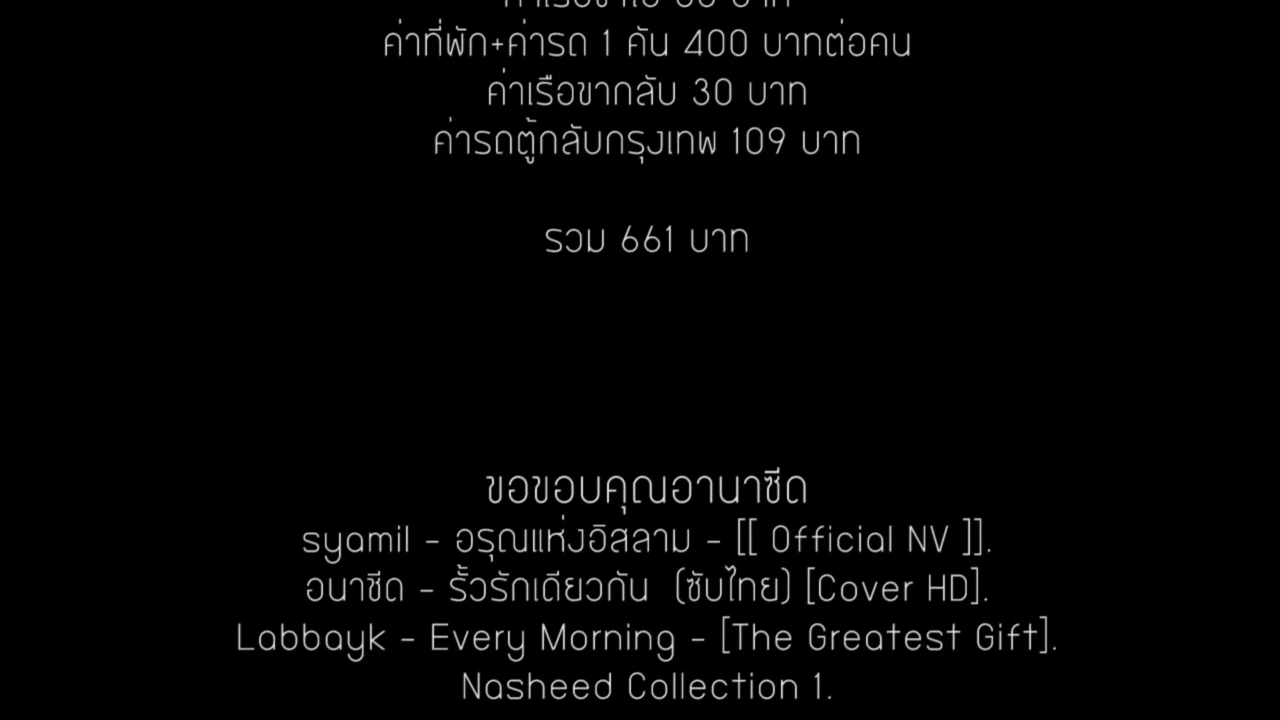 ค่าที่พัก+ค่ารถ 1 คัน 400 บาทต่อคน
ค่าเรือขากลับ 30 บาท
ค่ารถตู้กลับกรุงเทพ 109 บาท
รวม 661 บาท
ขอขอบคุณอานาซีด
syamil - อรุณแห่งอิสลาม - [[ Official NV ]].
อนาซีด - รั้วรักเดียวกัน (ซับไทย) [Cover HD].
Labbayk - Every Morning - [The Greatest Gift].
Nasheed Collection 1.